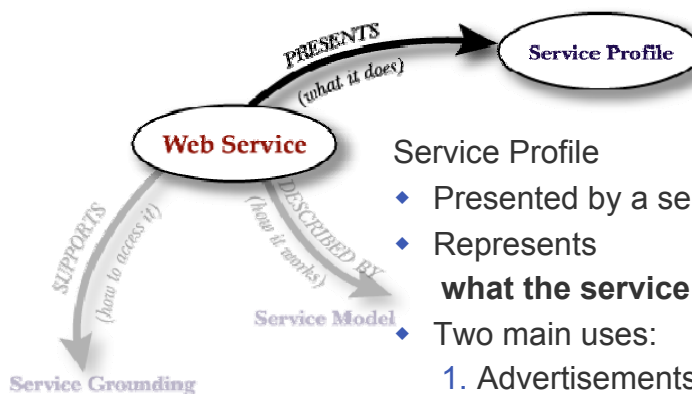 PRESENTS
(what it does)
Service Profile
Web Service
SUPPORTS
(how to access it)
DESCRIBED BY
(how it works)
Service Model
Service Grounding
Service Profile
Presented by a se
Represents
what the service
Two main uses:
1. Advertisements